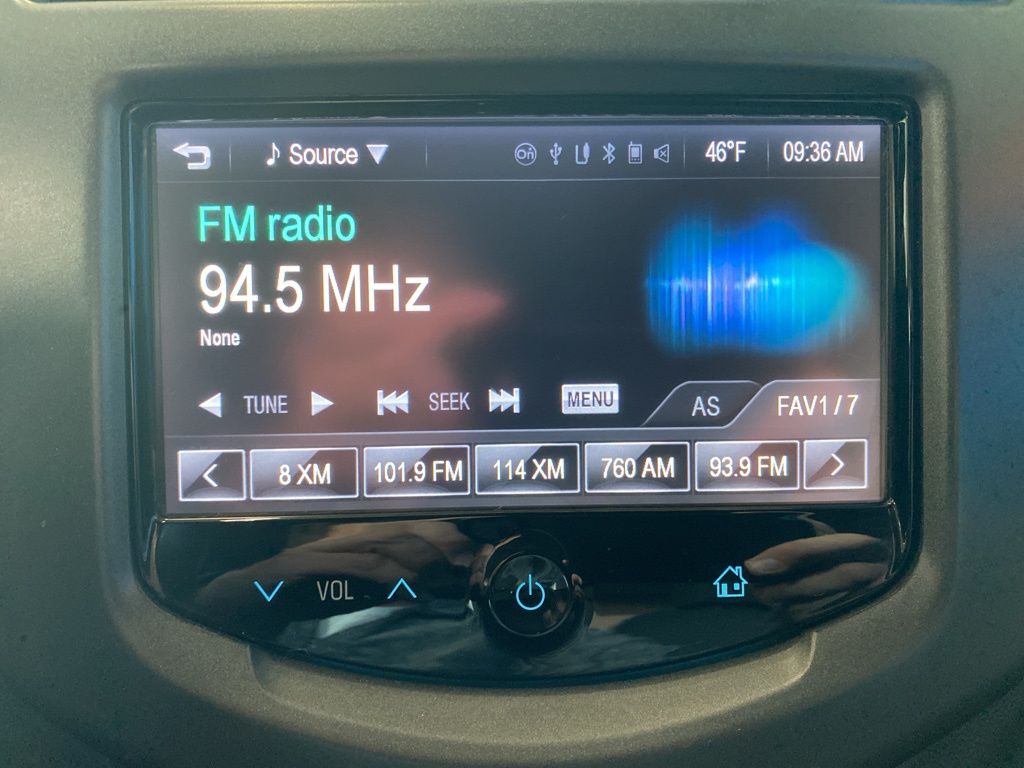 Source On 46°F 09:36 AM
FM radio
94.5 MHz
None
TUNE SEEK MENU AS FAV1 / 7
< 8 XM 101.9 FM 114 XM 760 AM 93.9 FM >
VOL